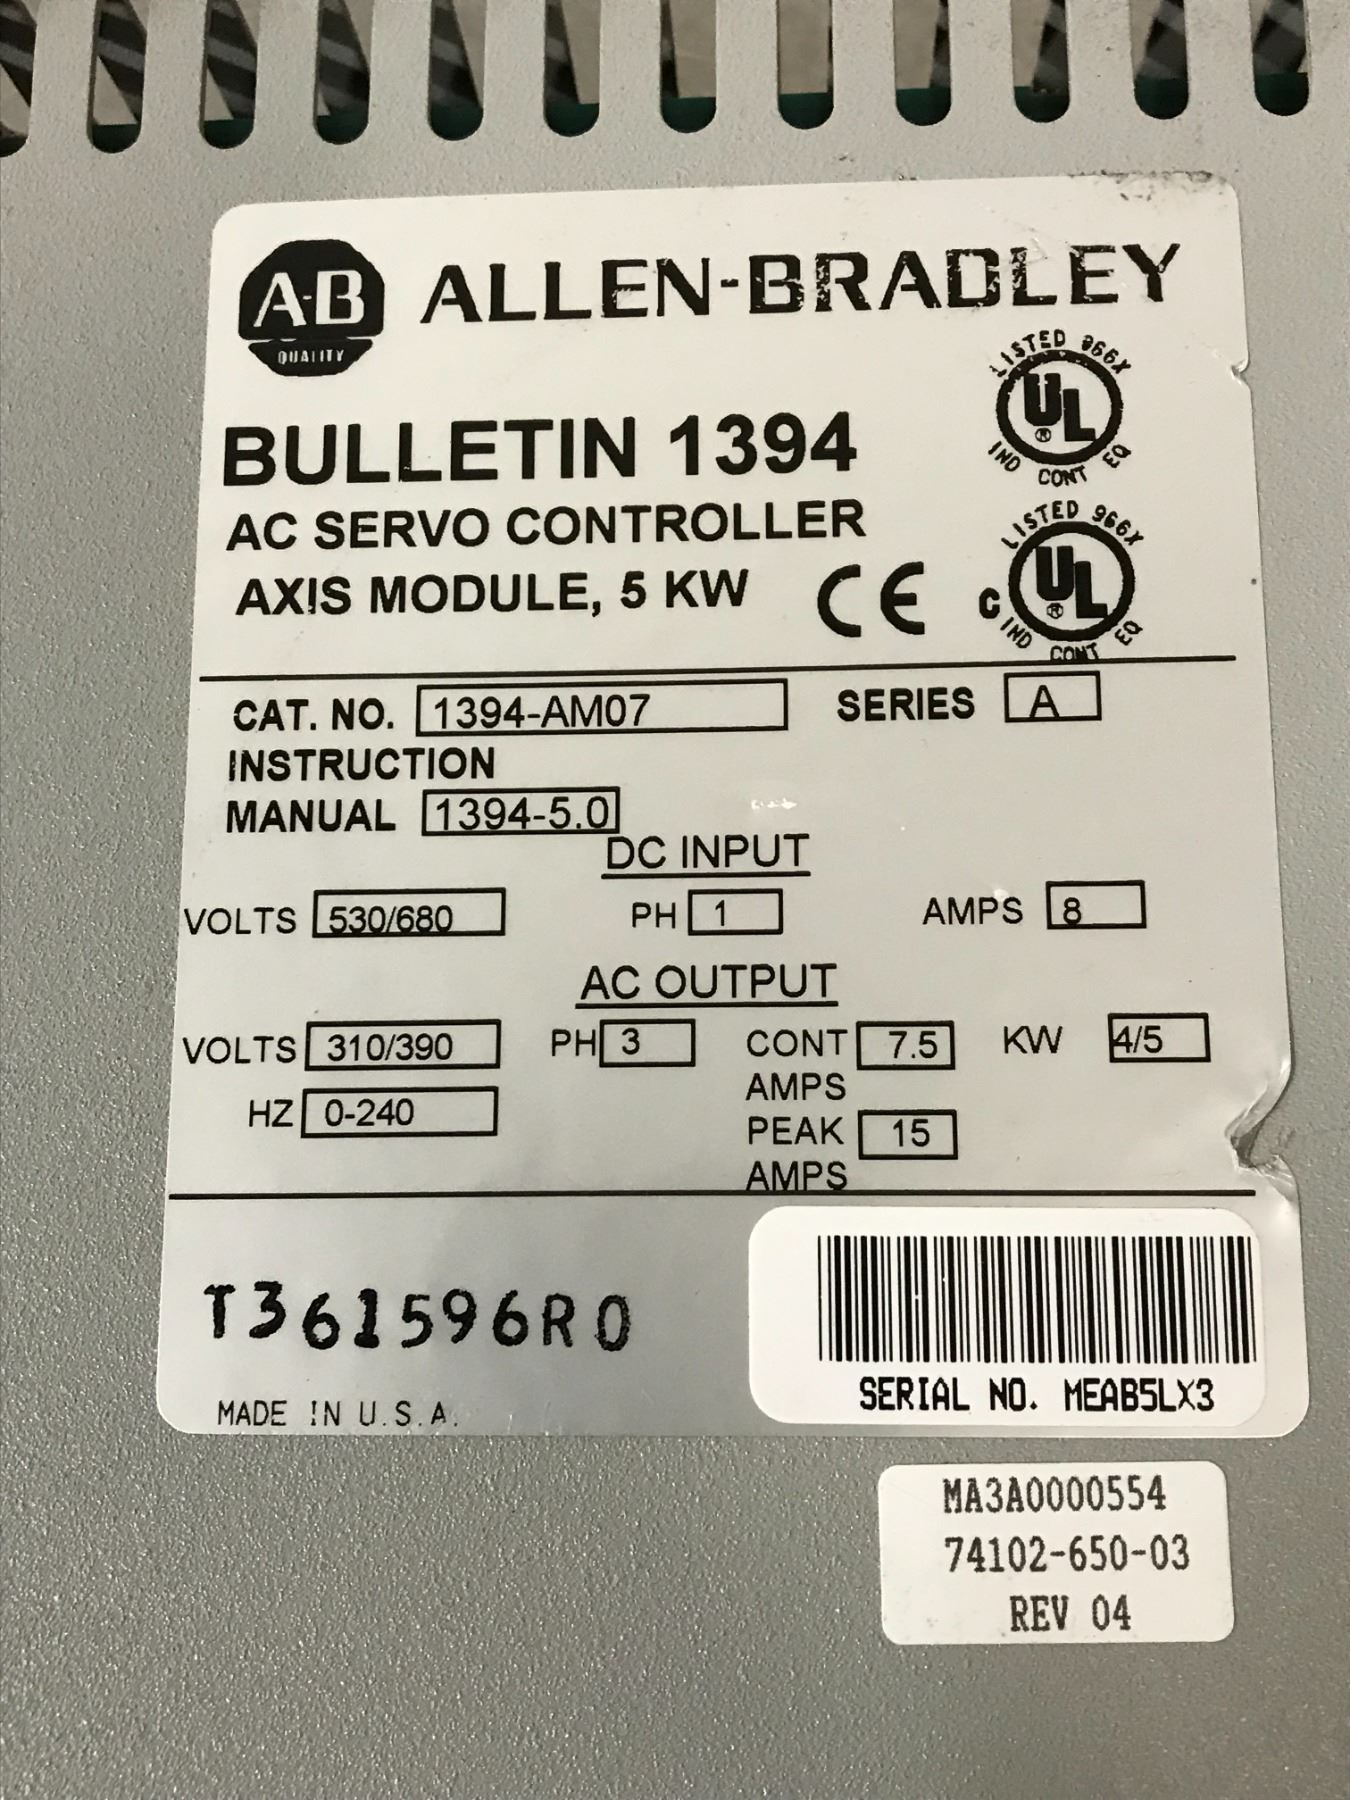 A-B QUALITY ALLEN-BRADLEY
LISTED 966X
UL ®
IND CONT EQ
BULLETIN 1394
AC SERVO CONTROLLER
AXIS MODULE, 5 KW CE
LISTED 966X
C UL ®
IND CONT EQ
CAT. NO. 1394-AM07 SERIES A
INSTRUCTION
MANUAL 1394-5.0
DC INPUT
VOLTS 530/680 PH 1 AMPS 8
AC OUTPUT
VOLTS 310/390 PH 3 CONT 7.5 KW 4/5
AMPS
HZ 0-240 PEAK 15
AMPS
T361596R0
MADE IN U.S.A.
SERIAL NO. MEAB5LX3
MA3A0000554
74102-650-03
REV 04